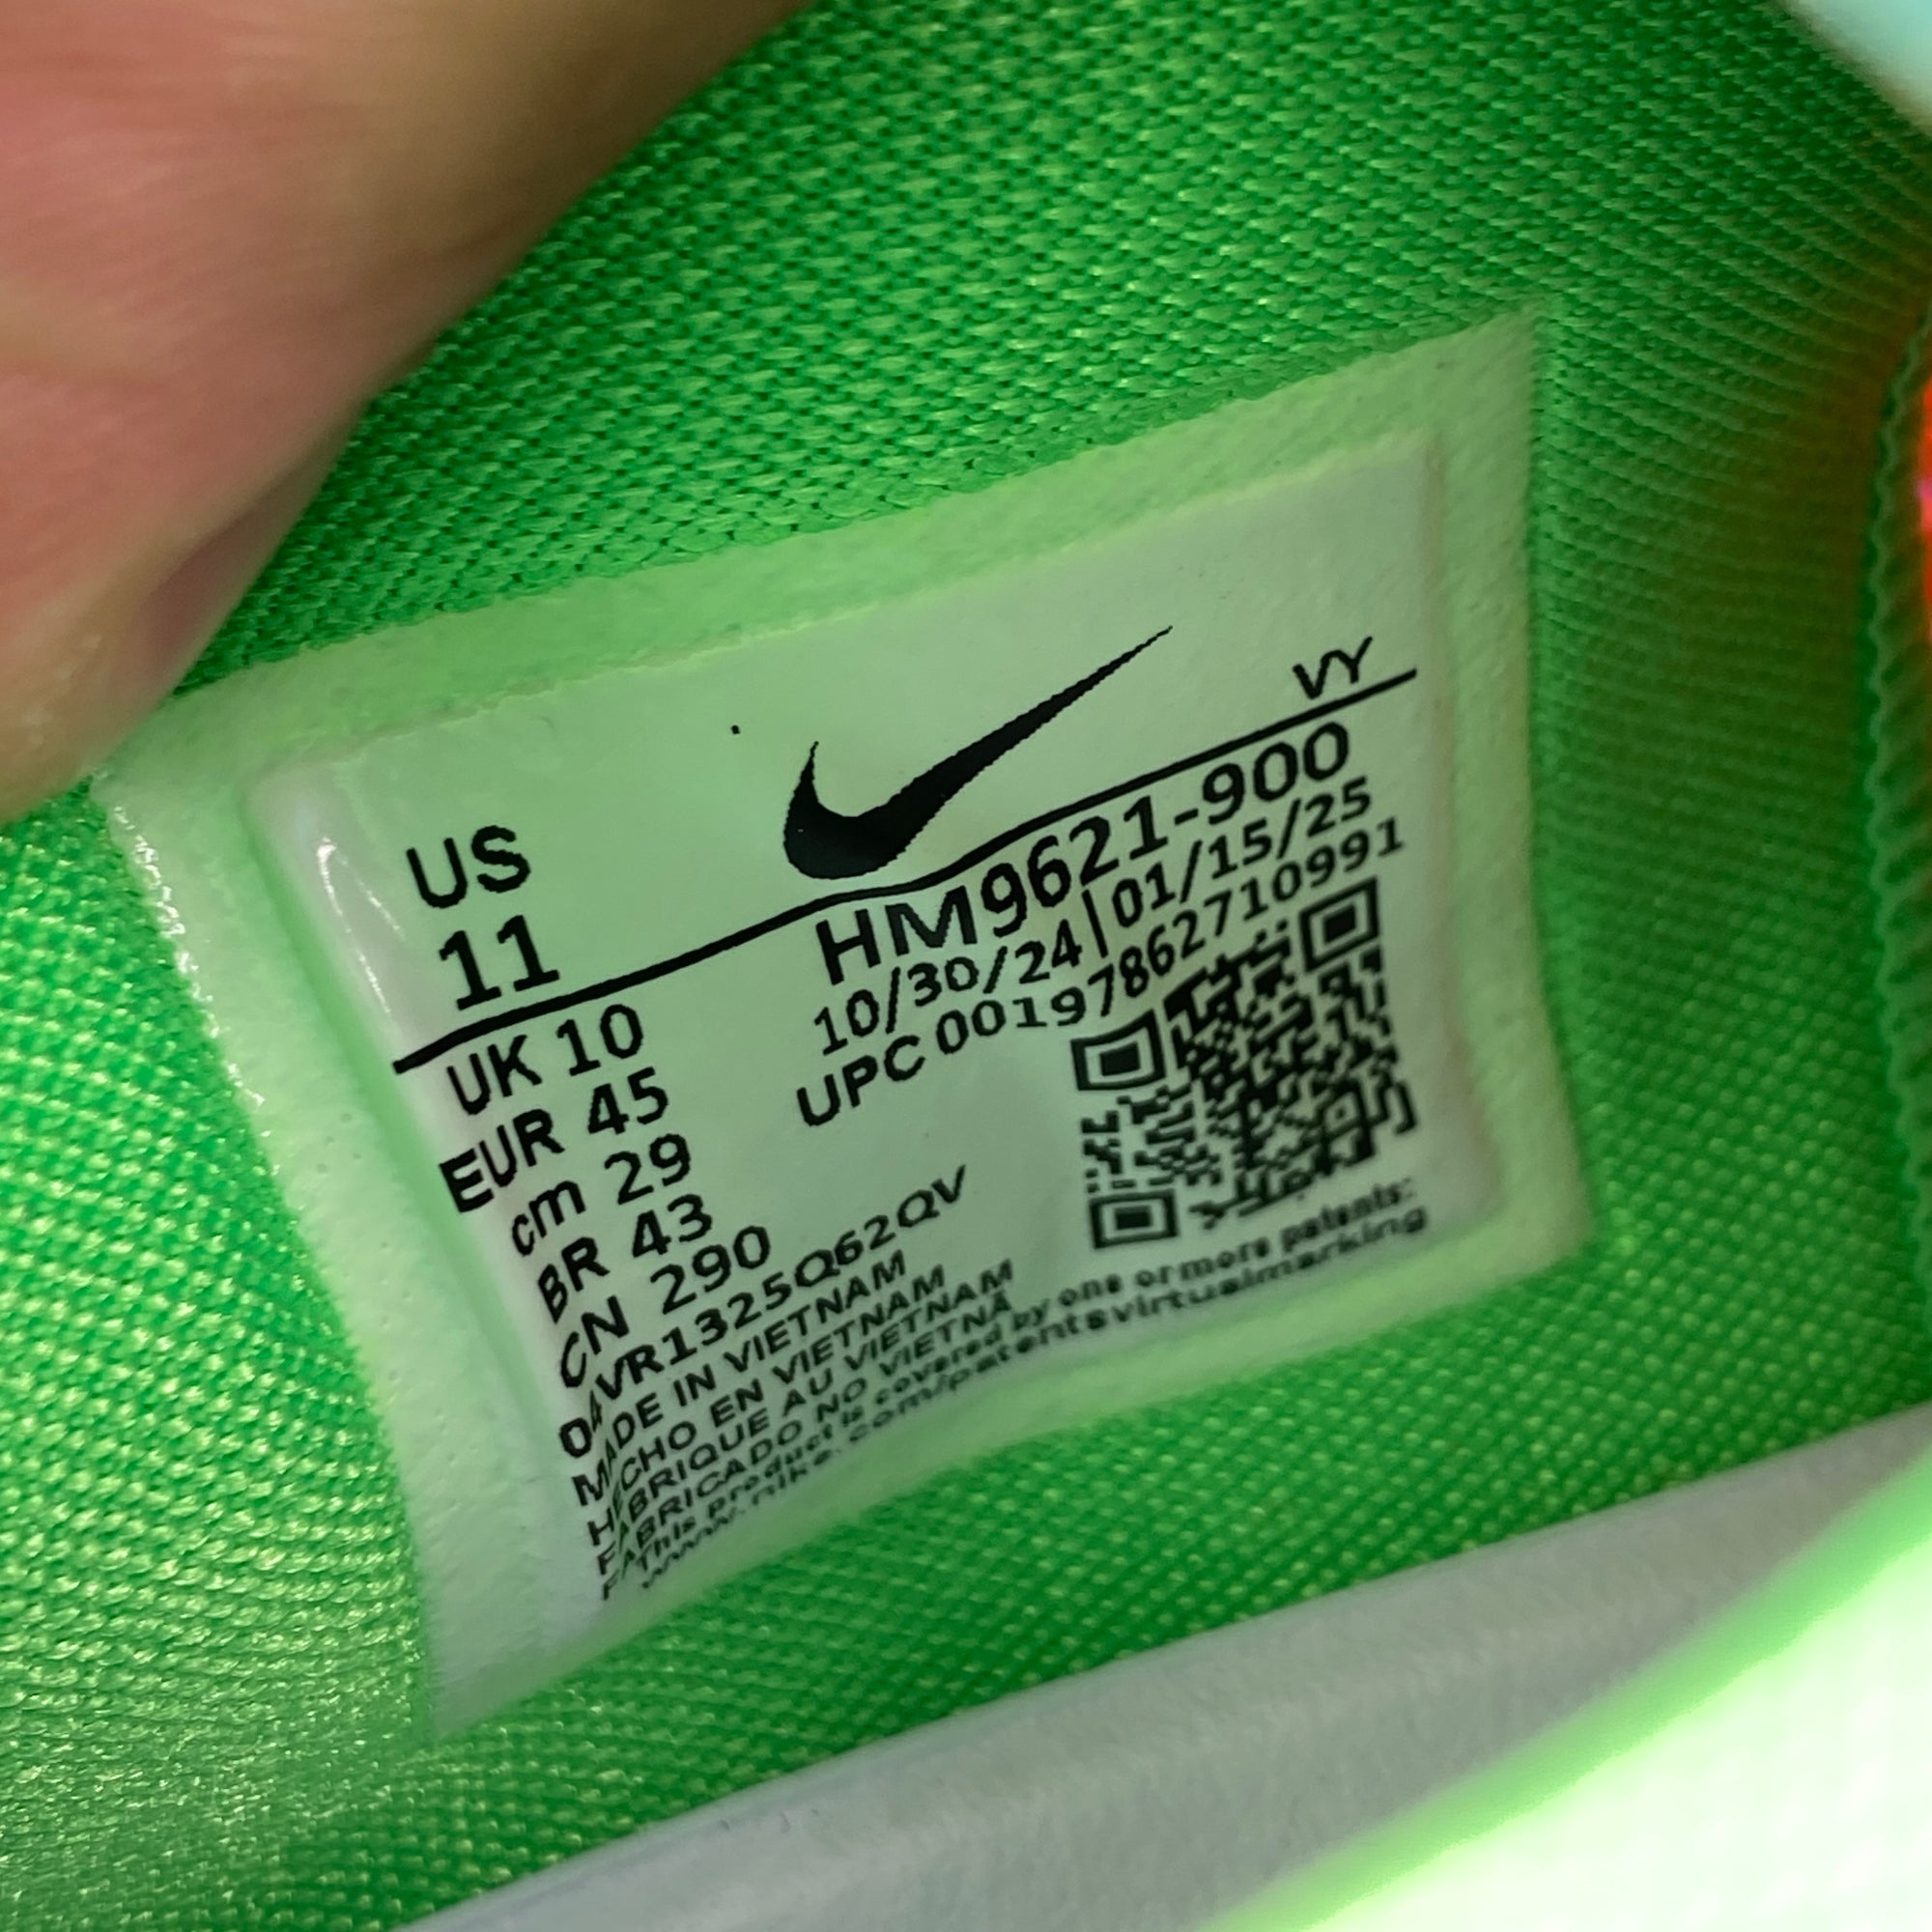 VY
US
11
HM9621-900
10/30/24|01/15/25
UPC 00197862710991
UK 10
EUR 45
cm 29
BR 43
CN 290
04VR1325Q62QV
MADE IN VIETNAM
HECHO EN VIETNAM
FABRIQUE AU VIETNAM
FABRICADO NO VIETNÃ
This product is covered by one or more patents:
www.nike.com/patentsvirtualmarking